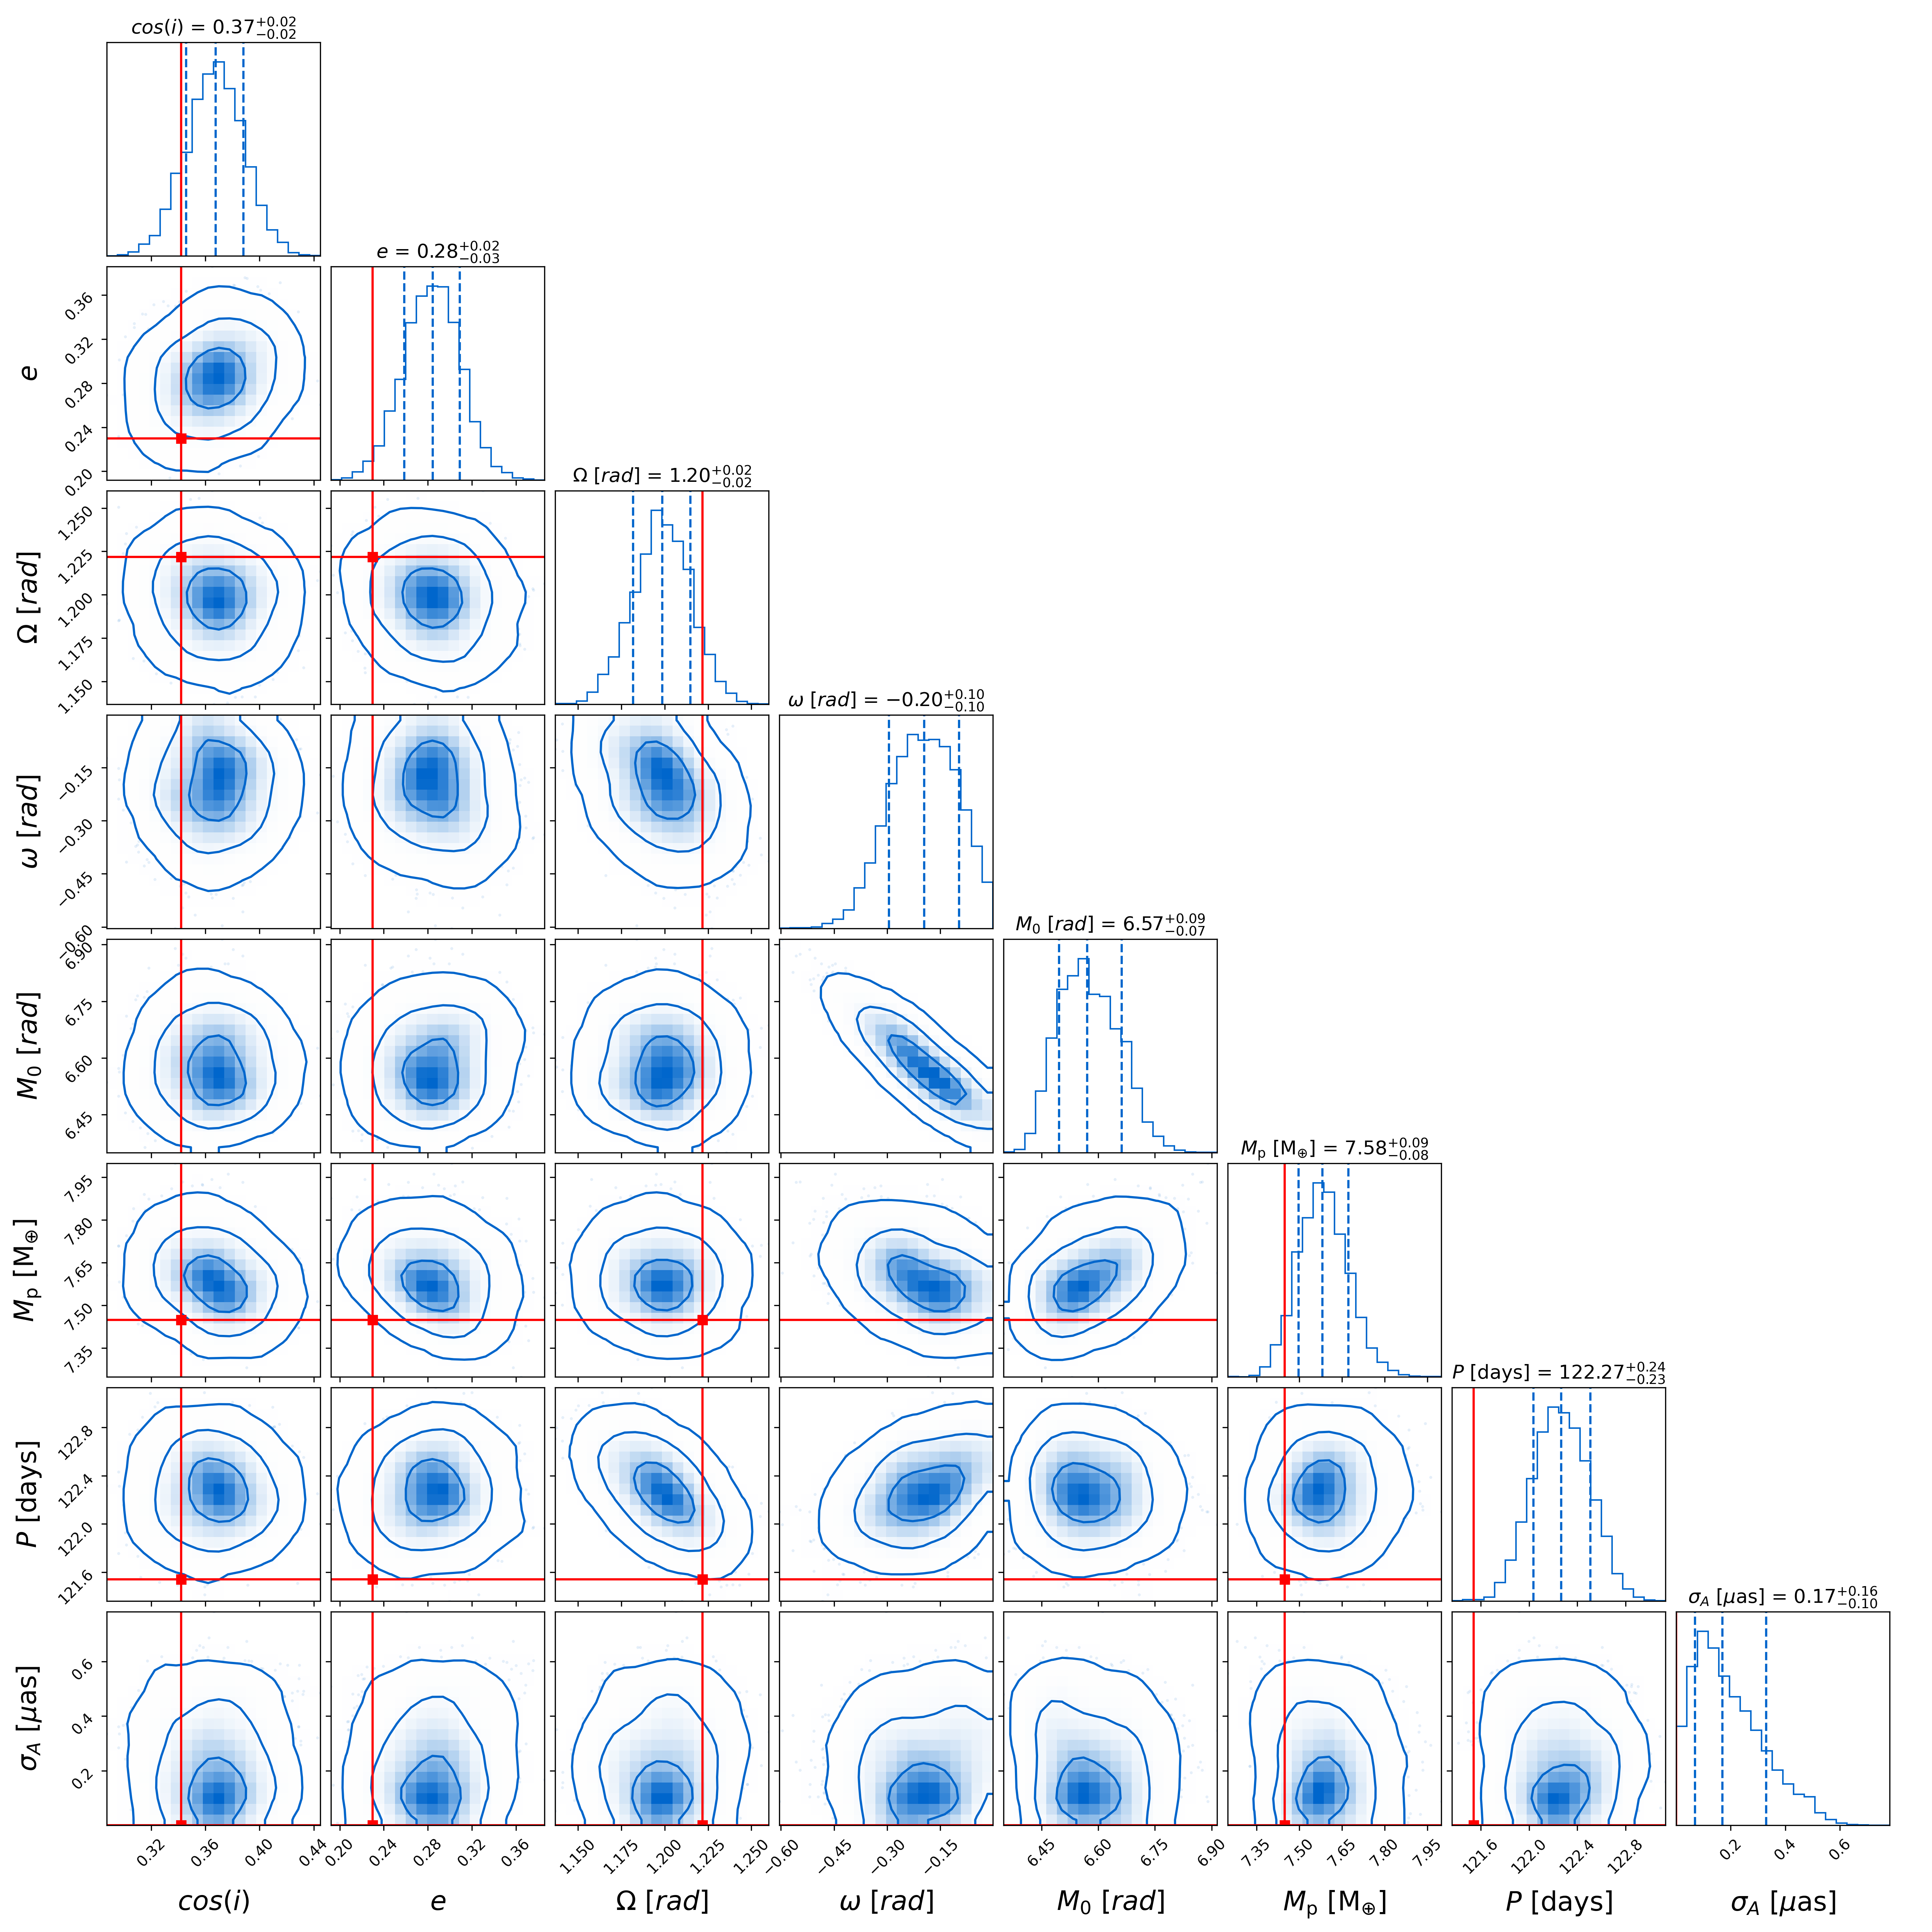 cos(i) = 0.37+0.02 −0.02
e = 0.28+0.02 −0.03
0.36
0.32
0.28
0.24
0.20
e
Ω [rad] = 1.20+0.02 −0.02
1.250
1.225
1.200
1.175
1.150
Ω [rad]
ω [rad] = −0.20+0.10 −0.10
−0.15
−0.30
−0.45
−0.60
ω [rad]
M0 [rad] = 6.57+0.09 −0.07
6.90
6.75
6.60
6.45
M0 [rad]
Mp [M⊕] = 7.58+0.09 −0.08
7.95
7.80
7.65
7.50
7.35
Mp [M⊕]
P [days] = 122.27+0.24 −0.23
122.8
122.4
122.0
121.6
P [days]
σA [μas] = 0.17+0.16 −0.10
0.6
0.4
0.2
σA [μas]
0.32 0.36 0.40 0.44 0.20 0.24 0.28 0.32 0.36 1.150 1.175 1.200 1.225 1.250 −0.60 −0.45 −0.30 −0.15 6.45 6.60 6.75 6.90 7.35 7.50 7.65 7.80 7.95 121.6 122.0 122.4 122.8 0.2 0.4 0.6
cos(i) e Ω [rad] ω [rad] M0 [rad] Mp [M⊕] P [days] σA [μas]